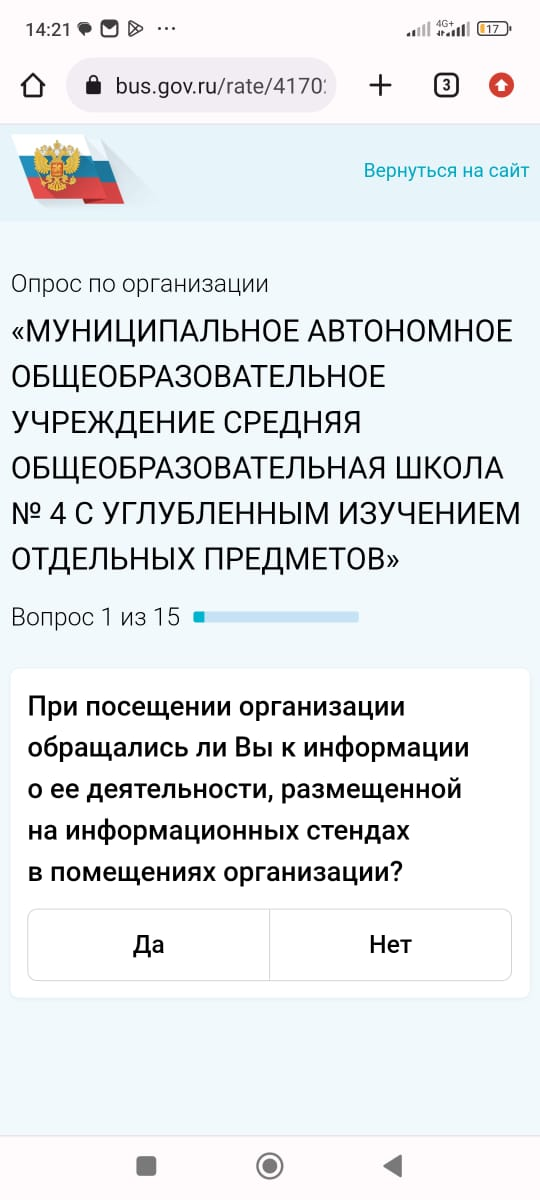 14:21
4G+
17
bus.gov.ru/rate/4170
3
Вернуться на сайт
Опрос по организации
«МУНИЦИПАЛЬНОЕ АВТОНОМНОЕ
ОБЩЕОБРАЗОВАТЕЛЬНОЕ
УЧРЕЖДЕНИЕ СРЕДНЯЯ
ОБЩЕОБРАЗОВАТЕЛЬНАЯ ШКОЛА
№ 4 С УГЛУБЛЕННЫМ ИЗУЧЕНИЕМ
ОТДЕЛЬНЫХ ПРЕДМЕТОВ»
Вопрос 1 из 15
При посещении организации
обращались ли Вы к информации
о ее деятельности, размещенной
на информационных стендах
в помещениях организации?
Да
Нет